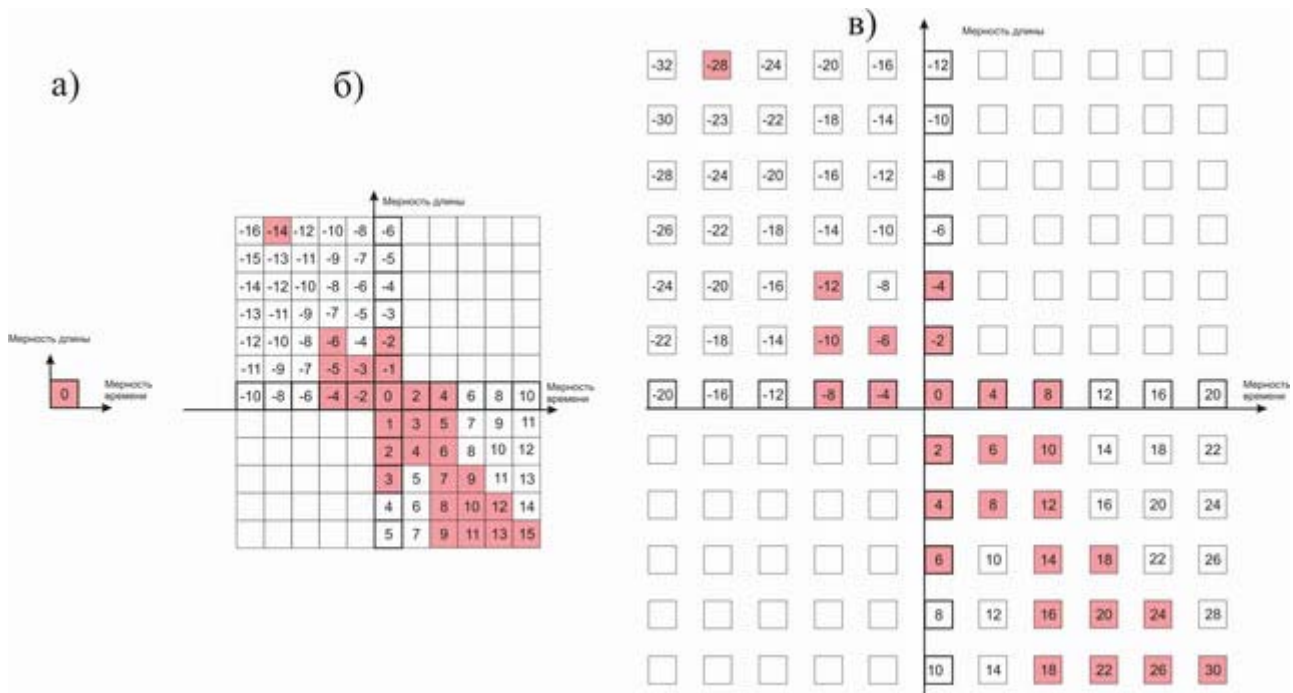 а)
Мерность длины
0
Мерность
времени
б)
Мерность длины
-16 -14 -12 -10 -8 -6
-15 -13 -11 -9 -7 -5
-14 -12 -10 -8 -6 -4
-13 -11 -9 -7 -5 -3
-12 -10 -8 -6 -4 -2
-11 -9 -7 -5 -3 -1
-10 -8 -6 -4 -2 0 2 4 6 8 10
Мерность
времени
1 3 5 7 9 11
2 4 6 8 10 12
3 5 7 9 11 13
4 6 8 10 12 14
5 7 9 11 13 15
в)
Мерность длины
-32 -28 -24 -20 -16 -12
-30 -23 -22 -18 -14 -10
-28 -24 -20 -16 -12 -8
-26 -22 -18 -14 -10 -6
-24 -20 -16 -12 -8 -4
-22 -18 -14 -10 -6 -2
-20 -16 -12 -8 -4 0 4 8 12 16 20
Мерность
времени
2 6 10 14 18 22
4 8 12 16 20 24
6 10 14 18 22 26
8 12 16 20 24 28
10 14 18 22 26 30